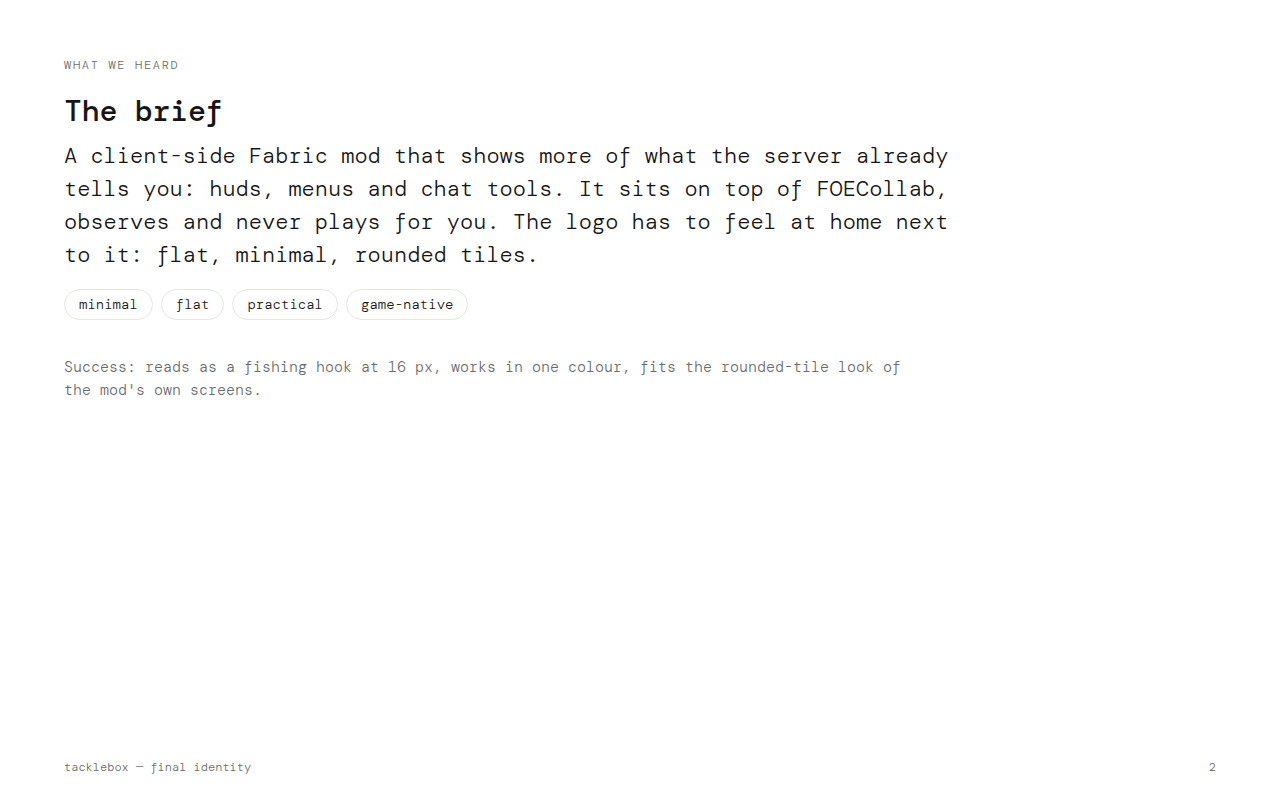 WHAT WE HEARD
The brief
A client-side Fabric mod that shows more of what the server already
tells you: huds, menus and chat tools. It sits on top of FOECollab,
observes and never plays for you. The logo has to feel at home next
to it: flat, minimal, rounded tiles.
minimal flat practical game-native
Success: reads as a fishing hook at 16 px, works in one colour, fits the rounded-tile look of
the mod's own screens.
tacklebox — final identity 2